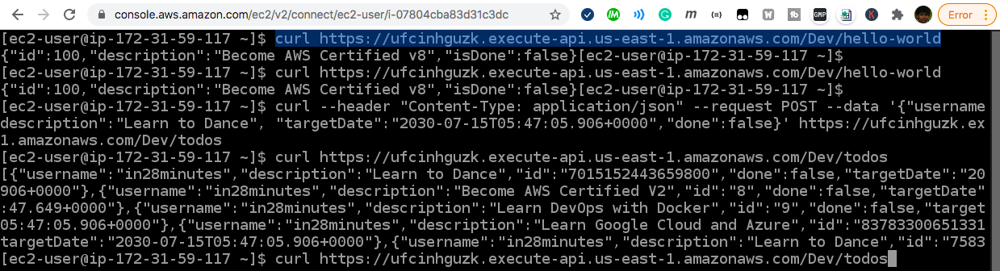 console.aws.amazon.com/ec2/v2/connect/ec2-user/i-07804cba83d31c3dc
Error
[ec2-user@ip-172-31-59-117 ~]$ curl https://ufcinhguzk.execute-api.us-east-1.amazonaws.com/Dev/hello-world
{"id":100,"description":"Become AWS Certified v8","isDone":false}[ec2-user@ip-172-31-59-117 ~]$
[ec2-user@ip-172-31-59-117 ~]$ curl https://ufcinhguzk.execute-api.us-east-1.amazonaws.com/Dev/hello-world
{"id":100,"description":"Become AWS Certified v8","isDone":false}[ec2-user@ip-172-31-59-117 ~]$
[ec2-user@ip-172-31-59-117 ~]$ curl --header "Content-Type: application/json" --request POST --data '{"username
description":"Learn to Dance", "targetDate":"2030-07-15T05:47:05.906+0000","done":false}' https://ufcinhguzk.ex
1.amazonaws.com/Dev/todos
[ec2-user@ip-172-31-59-117 ~]$ curl https://ufcinhguzk.execute-api.us-east-1.amazonaws.com/Dev/todos
[{"username":"in28minutes","description":"Learn to Dance","id":"7015152443659800","done":false,"targetDate":"20
906+0000"},{"username":"in28minutes","description":"Become AWS Certified V2","id":"8","done":false,"targetDate"
:47.649+0000"},{"username":"in28minutes","description":"Learn DevOps with Docker","id":"9","done":false,"target
05:47:05.906+0000"},{"username":"in28minutes","description":"Learn Google Cloud and Azure","id":"83783300651331
targetDate":"2030-07-15T05:47:05.906+0000"},{"username":"in28minutes","description":"Learn to Dance","id":"7583
[ec2-user@ip-172-31-59-117 ~]$ curl https://ufcinhguzk.execute-api.us-east-1.amazonaws.com/Dev/todos